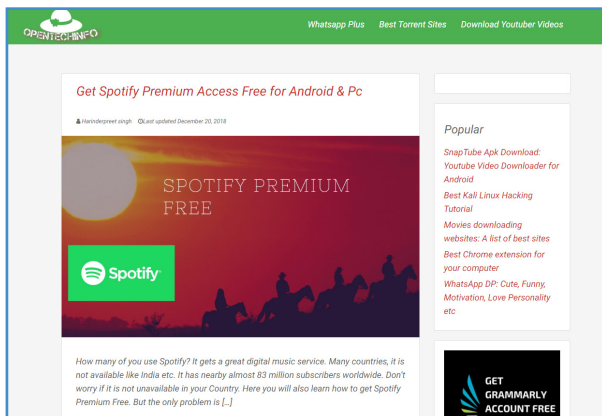 OPENTECHINFO
Whatsapp Plus Best Torrent Sites Download Youtuber Videos
Get Spotify Premium Access Free for Android & Pc
Harinderpreet singh Last updated December 20, 2018
SPOTIFY PREMIUM
FREE
Spotify
How many of you use Spotify? It gets a great digital music service. Many countries, it is
not available like India etc. It has nearly almost 83 million subscribers worldwide. Don't
worry if it is not unavailable in your Country. Here you will also learn how to get Spotify
Premium Free. But the only problem is [...]
Popular
SnapTube Apk Download:
Youtube Video Downloader for
Android
Best Kali Linux Hacking
Tutorial
Movies downloading
websites: A list of best sites
Best Chrome extension for
your computer
WhatsApp DP: Cute, Funny,
Motivation, Love Personality
etc
GET
GRAMMARLY
ACCOUNT FREE